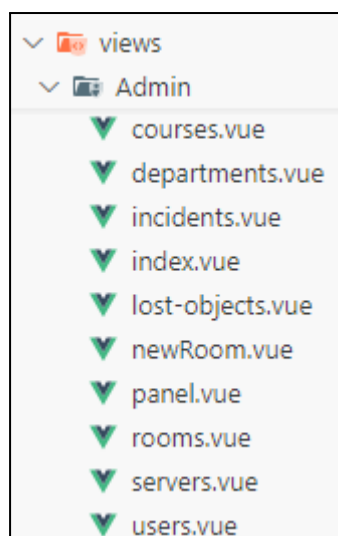 views
Admin
courses.vue
departments.vue
incidents.vue
index.vue
lost-objects.vue
newRoom.vue
panel.vue
rooms.vue
servers.vue
users.vue